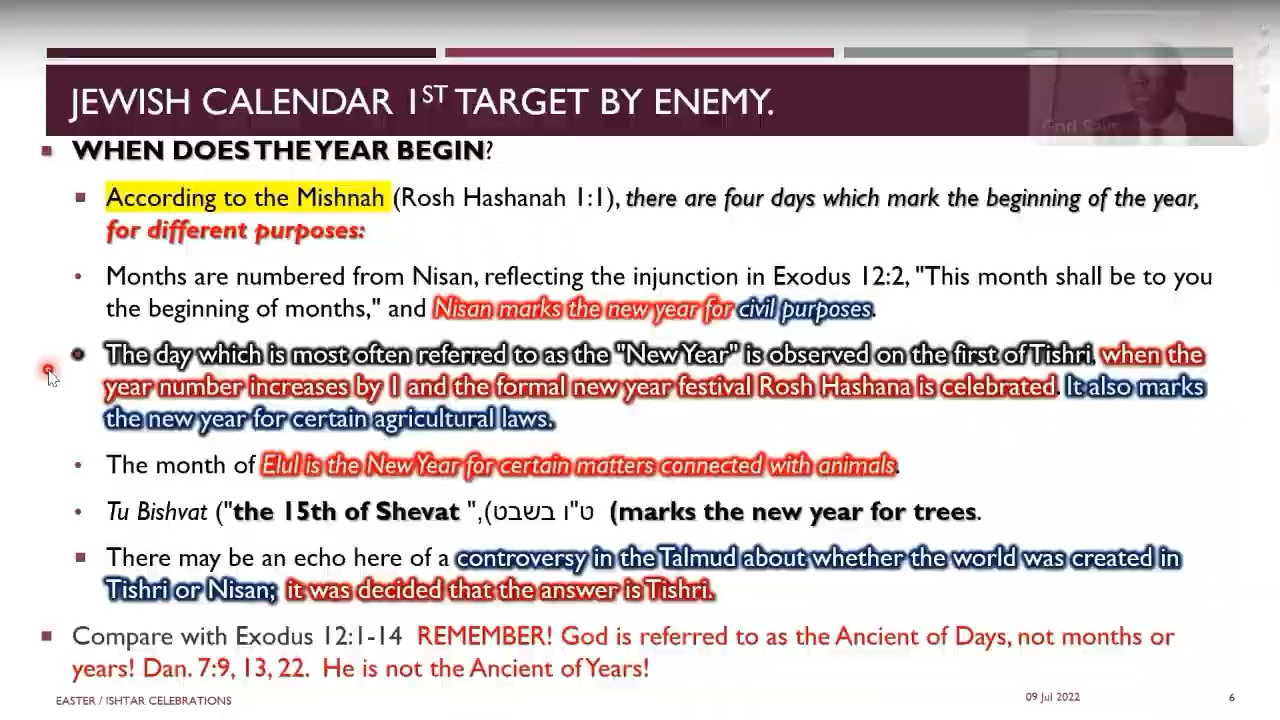 JEWISH CALENDAR 1ST TARGET BY ENEMY.
WHEN DOES THE YEAR BEGIN?
According to the Mishnah (Rosh Hashanah 1:1), there are four days which mark the beginning of the year,
for different purposes:
Months are numbered from Nisan, reflecting the injunction in Exodus 12:2, "This month shall be to you
the beginning of months," and Nisan marks the new year for civil purposes.
The day which is most often referred to as the "New Year" is observed on the first of Tishri, when the
year number increases by 1 and the formal new year festival Rosh Hashana is celebrated. It also marks
the new year for certain agricultural laws.
The month of Elul is the New Year for certain matters connected with animals.
Tu Bishvat ("the 15th of Shevat ",(ט"ו בשבט (marks the new year for trees.
There may be an echo here of a controversy in the Talmud about whether the world was created in
Tishri or Nisan; it was decided that the answer is Tishri.
Compare with Exodus 12:1-14 REMEMBER! God is referred to as the Ancient of Days, not months or
years! Dan. 7:9, 13, 22. He is not the Ancient of Years!
EASTER / ISHTAR CELEBRATIONS
09 Jul 2022
6